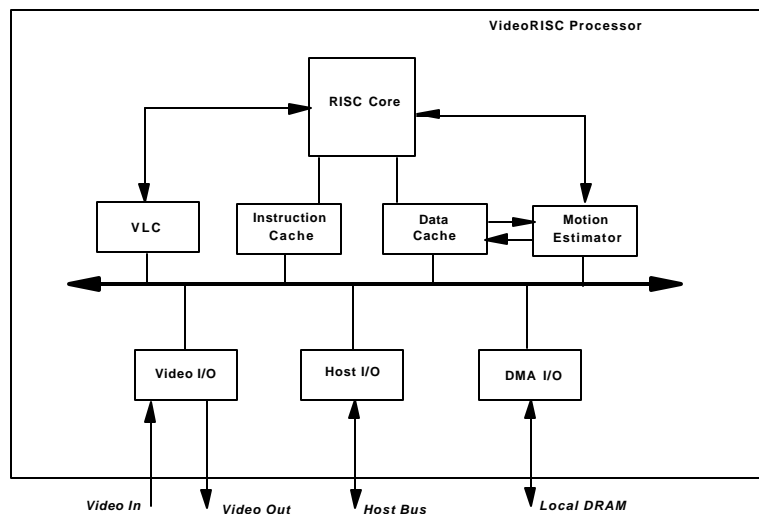 VideoRISC Processor
RISC Core
VLC
Instruction
Cache
Data
Cache
Motion
Estimator
Video I/O
Host I/O
DMA I/O
Video In
Video Out
Host Bus
Local DRAM